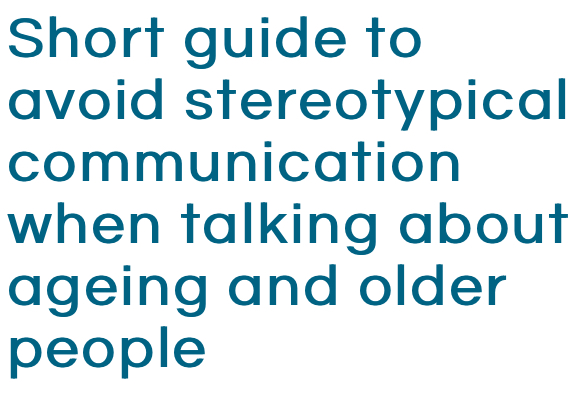 Short guide to
avoid stereotypical
communication
when talking about
ageing and older
people